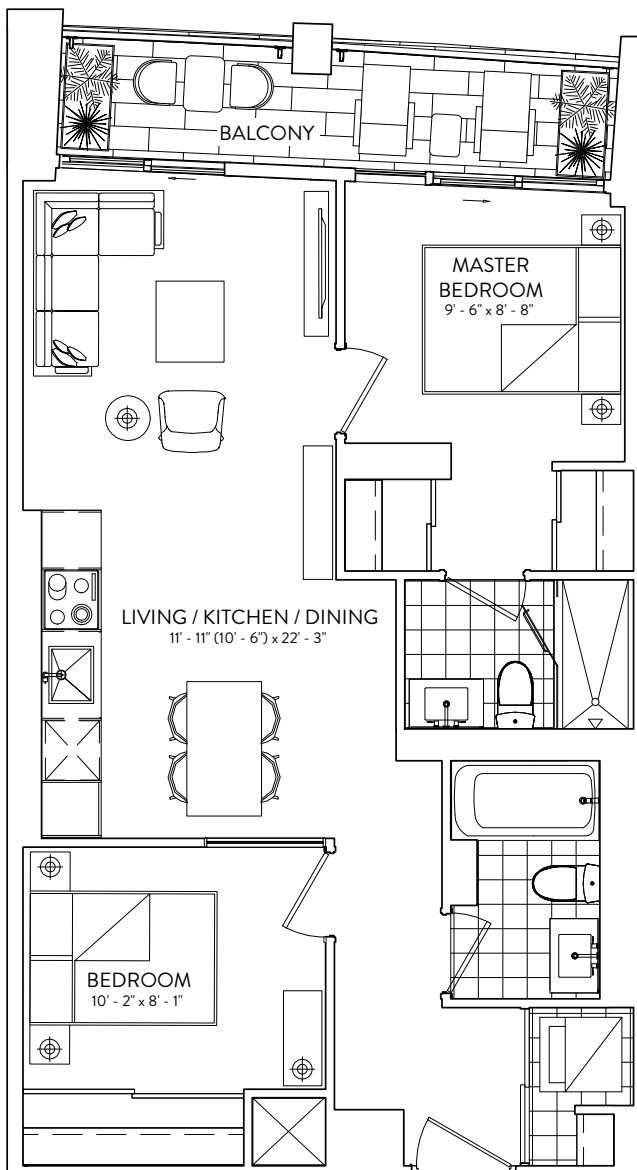 BALCONY
MASTER
BEDROOM
9' - 6" x 8' - 8"
LIVING / KITCHEN / DINING
11' - 11" (10' - 6") x 22' - 3"
BEDROOM
10' - 2" x 8' - 1"